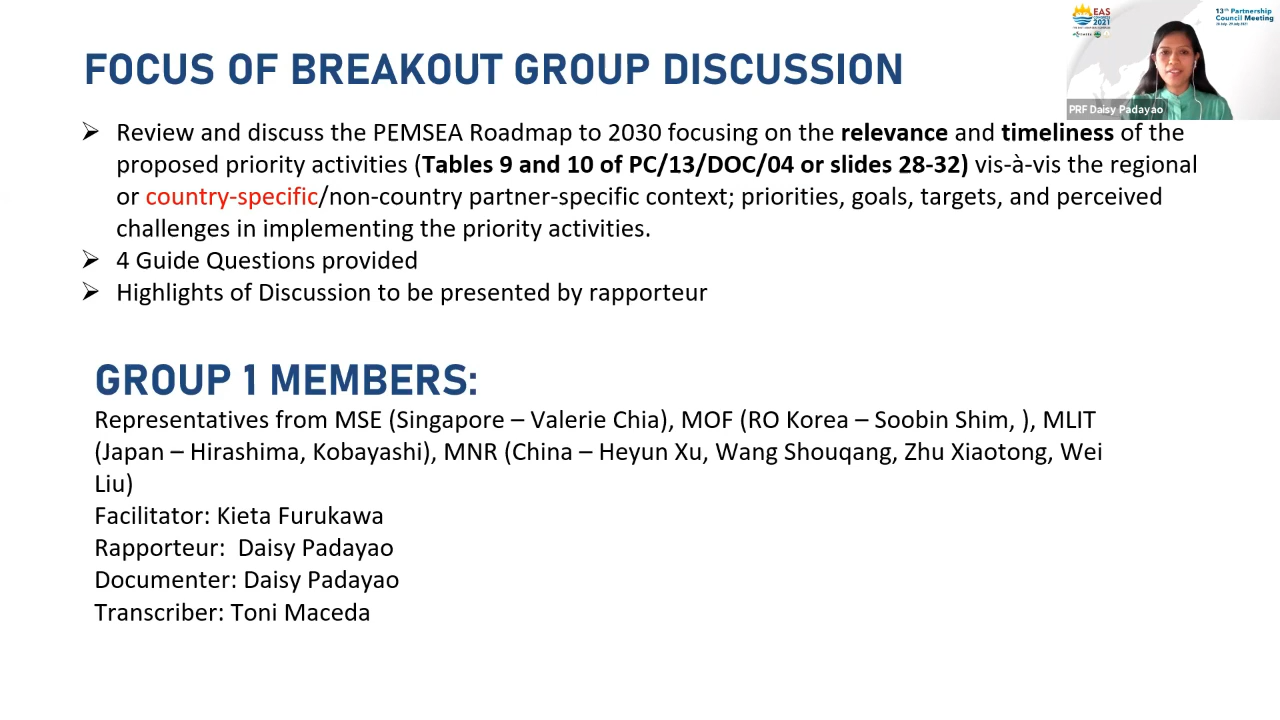 EAS
CONGRESS
2021
13th Partnership
Council Meeting
FOCUS OF BREAKOUT GROUP DISCUSSION
PRF Daisy Padayao
➢ Review and discuss the PEMSEA Roadmap to 2030 focusing on the relevance and timeliness of the
proposed priority activities (Tables 9 and 10 of PC/13/DOC/04 or slides 28-32) vis-à-vis the regional
or country-specific/non-country partner-specific context; priorities, goals, targets, and perceived
challenges in implementing the priority activities.
➢ 4 Guide Questions provided
➢ Highlights of Discussion to be presented by rapporteur
GROUP 1 MEMBERS:
Representatives from MSE (Singapore – Valerie Chia), MOF (RO Korea – Soobin Shim, ), MLIT
(Japan – Hirashima, Kobayashi), MNR (China – Heyun Xu, Wang Shouqang, Zhu Xiaotong, Wei
Liu)
Facilitator: Kieta Furukawa
Rapporteur:  Daisy Padayao
Documenter: Daisy Padayao
Transcriber: Toni Maceda